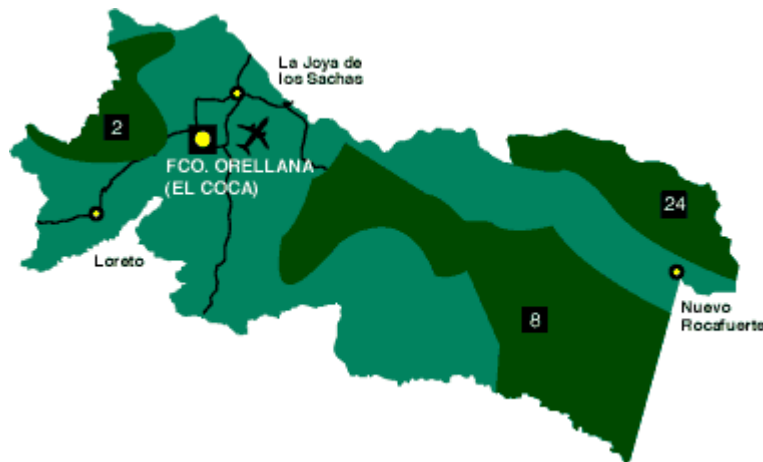 La Joya de
los Sachas
2
FCO. ORELLANA
(EL COCA)
24
Loreto
Nuevo
Rocafuerte
8